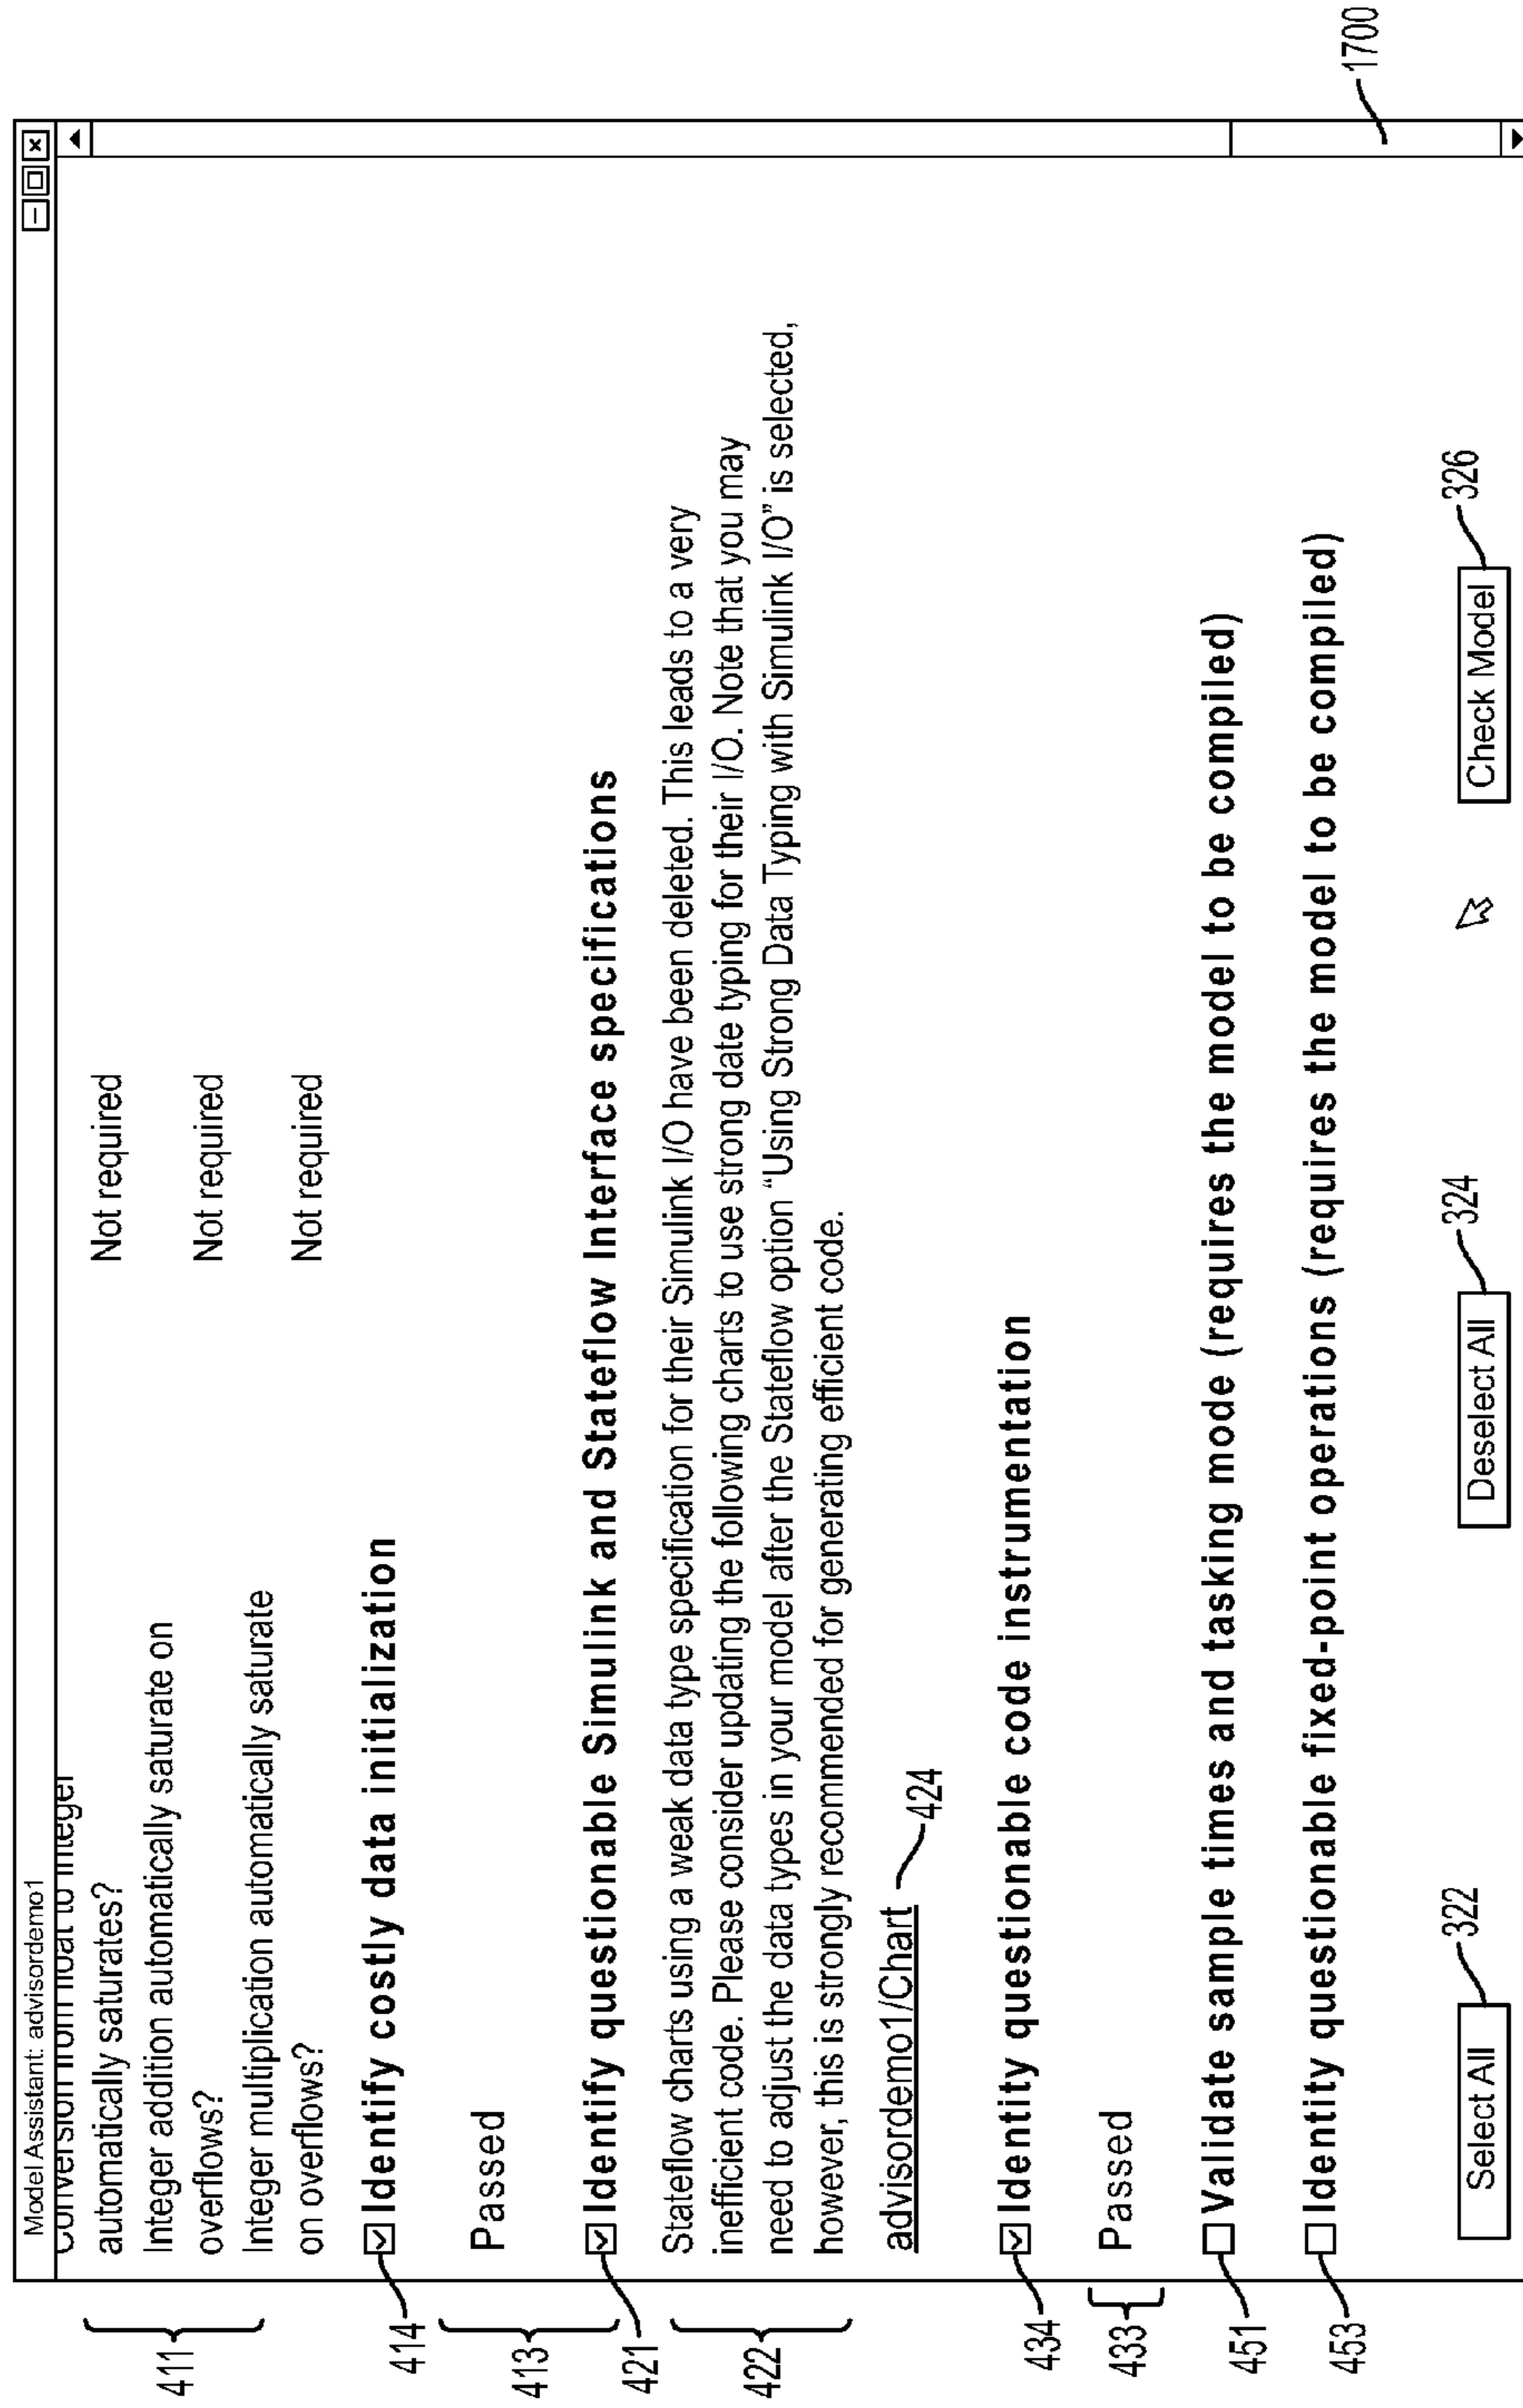 Model Assistant: advisordemo1
Conversion from float to integer
automatically saturates? Not required
Integer addition automatically saturate on
overflows? Not required
Integer multiplication automatically saturate
on overflows? Not required
411
414 Identify costly data initialization
413 Passed
421 Identify questionable Simulink and Stateflow Interface specifications
Stateflow charts using a weak data type specification for their Simulink I/O have been deleted. This leads to a very
inefficient code. Please consider updating the following charts to use strong date typing for their I/O. Note that you may
need to adjust the data types in your model after the Stateflow option “Using Strong Data Typing with Simulink I/O” is selected,
however, this is strongly recommended for generating efficient code.
422
advisordemo1/Chart 424
434 Identity questionable code instrumentation
433 Passed
451 Validate sample times and tasking mode (requires the model to be compiled)
453 Identity questionable fixed-point operations (requires the model to be compiled)
1700
Select All 322 Deselect All 324 Check Model 326